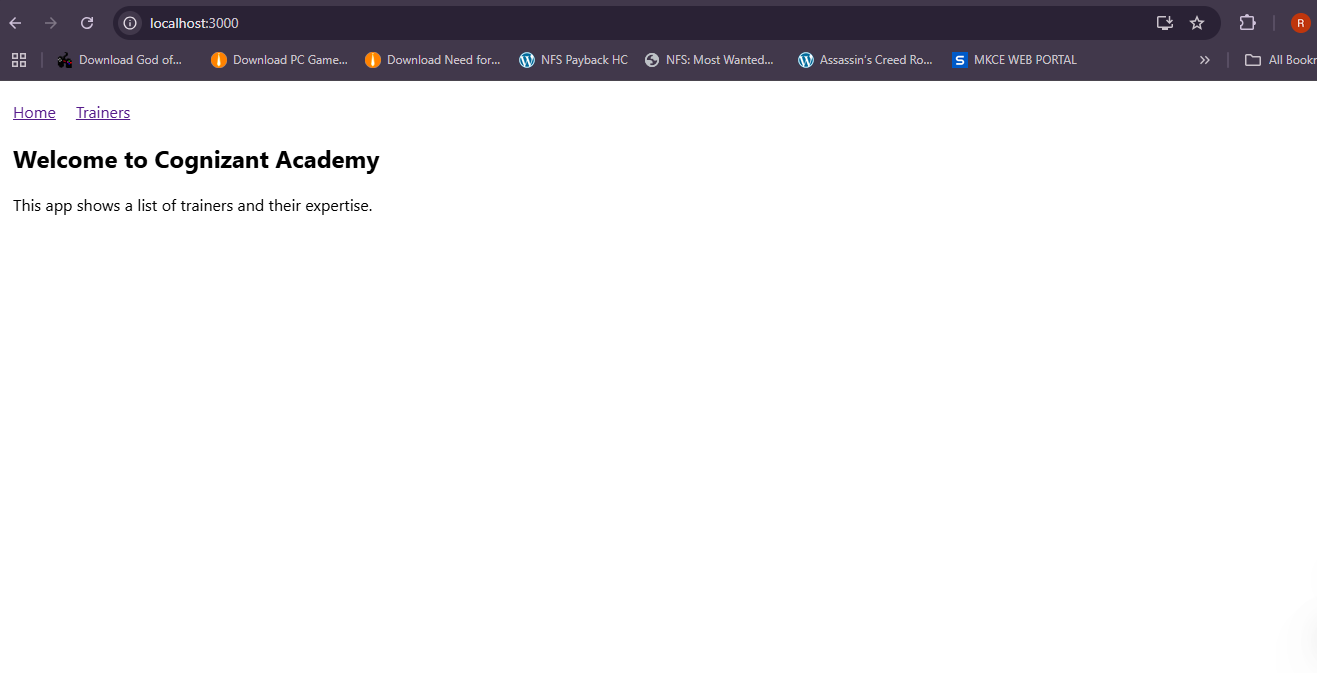 localhost:3000
R
Download God of...
Download PC Game...
Download Need for...
NFS Payback HC
NFS: Most Wanted...
Assassin's Creed Ro...
S
MKCE WEB PORTAL
»
All Bookr
Home Trainers
Welcome to Cognizant Academy
This app shows a list of trainers and their expertise.